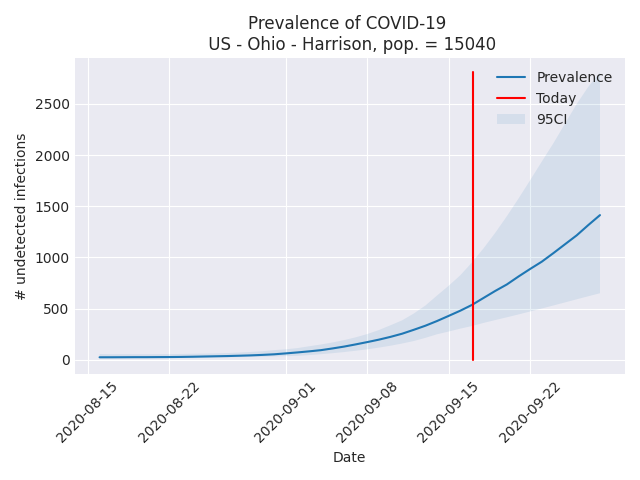 Prevalence of COVID-19
US - Ohio - Harrison, pop. = 15040
Prevalence
Today
95CI
# undetected infections
2500
2000
1500
1000
500
0
2020-08-15
2020-08-22
2020-09-01
2020-09-08
2020-09-15
2020-09-22
Date